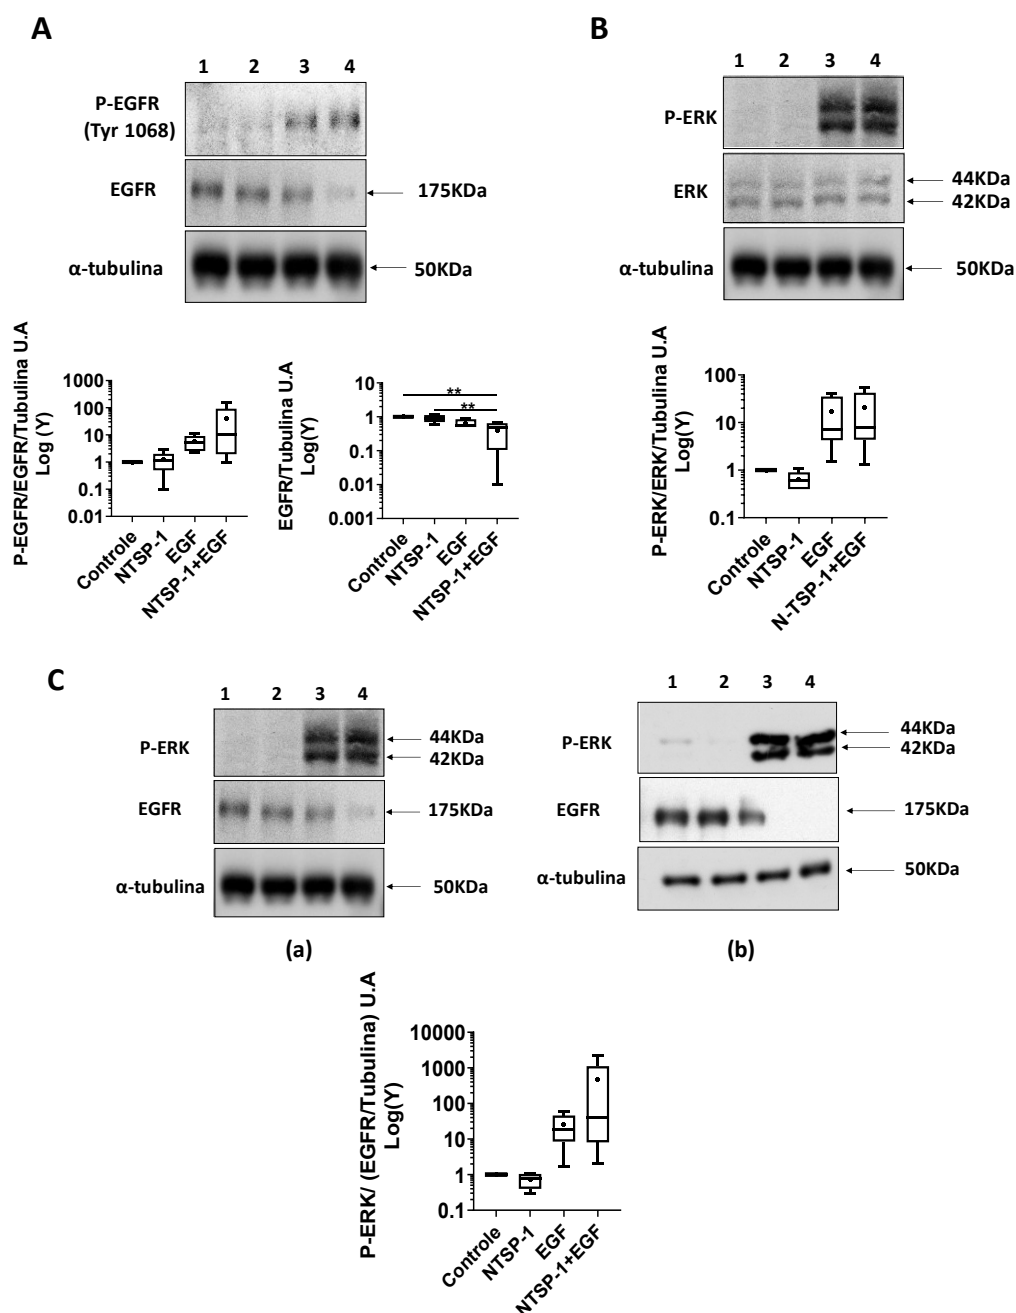 A
1 2 3 4
P-EGFR
(Tyr 1068)
EGFR
175KDa
α-tubulina
50KDa
P-EGFR/EGFR/Tubulina U.A
Log (Y)
1000
100
10
1
0.1
0.01
Controle
NTSP-1
EGF
NTSP-1+EGF
EGFR/Tubulina U.A
Log(Y)
10
1
0.1
0.01
0.001
**
**
Controle
NTSP-1
EGF
NTSP-1+EGF
B
1 2 3 4
P-ERK
ERK
44KDa
42KDa
α-tubulina
50KDa
P-ERK/ERK/Tubulina U.A
Log(Y)
100
10
1
0.1
Controle
NTSP-1
EGF
N-TSP-1+EGF
C
1 2 3 4
P-ERK
44KDa
42KDa
EGFR
175KDa
α-tubulina
50KDa
(a)
1 2 3 4
P-ERK
44KDa
42KDa
EGFR
175KDa
α-tubulina
50KDa
(b)
P-ERK/ (EGFR/Tubulina) U.A
Log(Y)
10000
1000
100
10
1
0.1
Controle
NTSP-1
EGF
NTSP-1+EGF